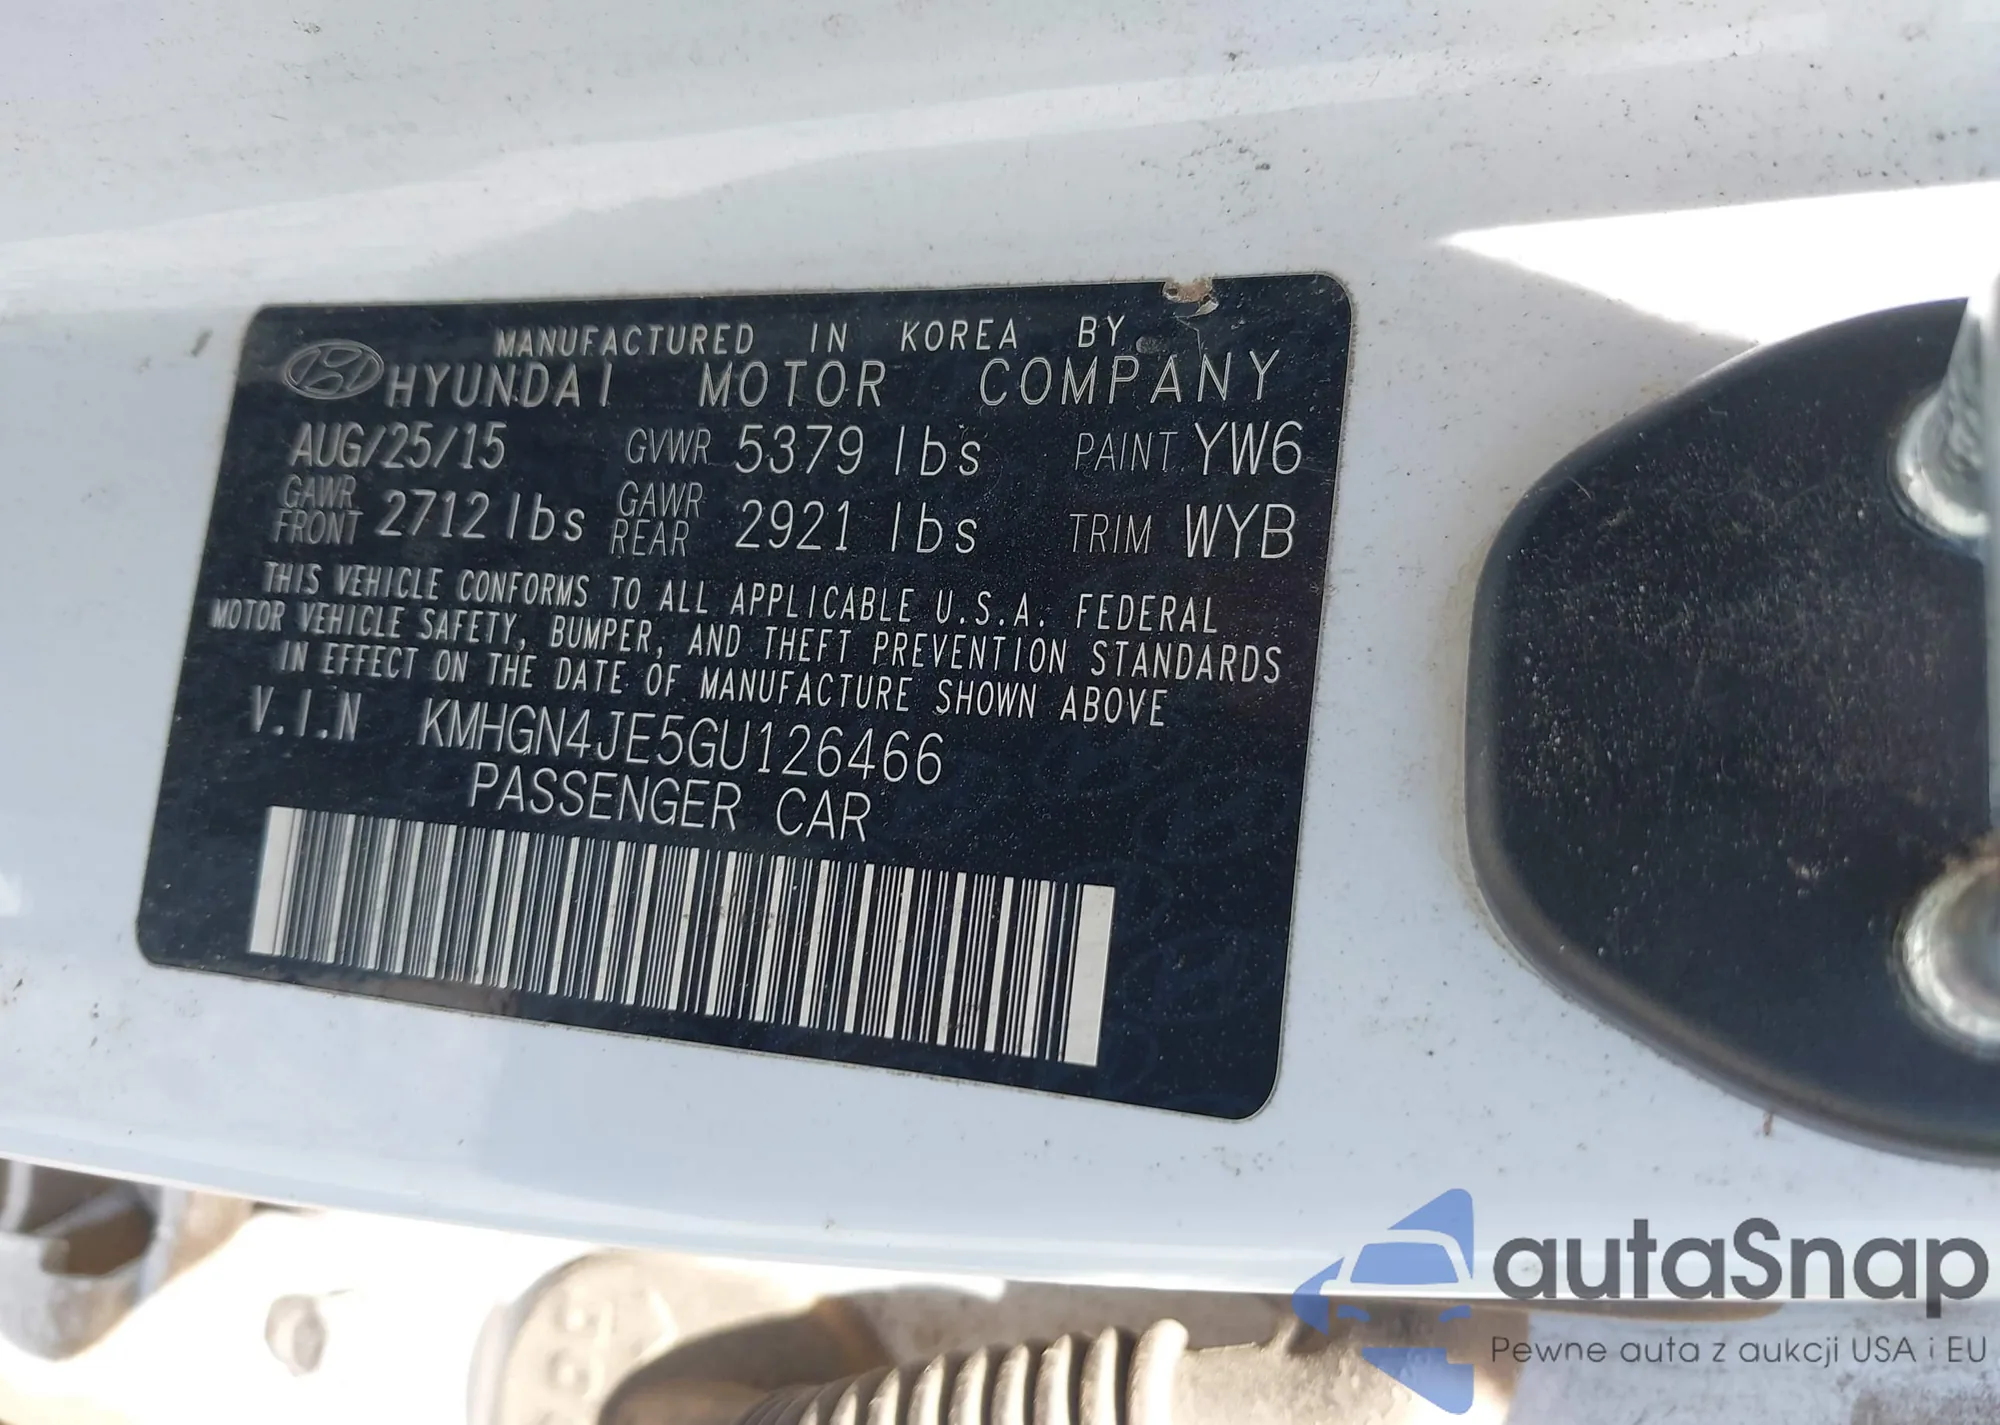 MANUFACTURED IN KOREA BY
HYUNDAI MOTOR COMPANY
AUG/25/15 GVWR 5379 lbs PAINT YW6
GAWR FRONT 2712 lbs GAWR REAR 2921 lbs TRIM WYB
THIS VEHICLE CONFORMS TO ALL APPLICABLE U.S.A. FEDERAL
MOTOR VEHICLE SAFETY, BUMPER, AND THEFT PREVENTION STANDARDS
IN EFFECT ON THE DATE OF MANUFACTURE SHOWN ABOVE
V.I.N KMHGN4JE5GU126466
PASSENGER CAR
autaSnap
Pewne auta z aukcji USA i EU